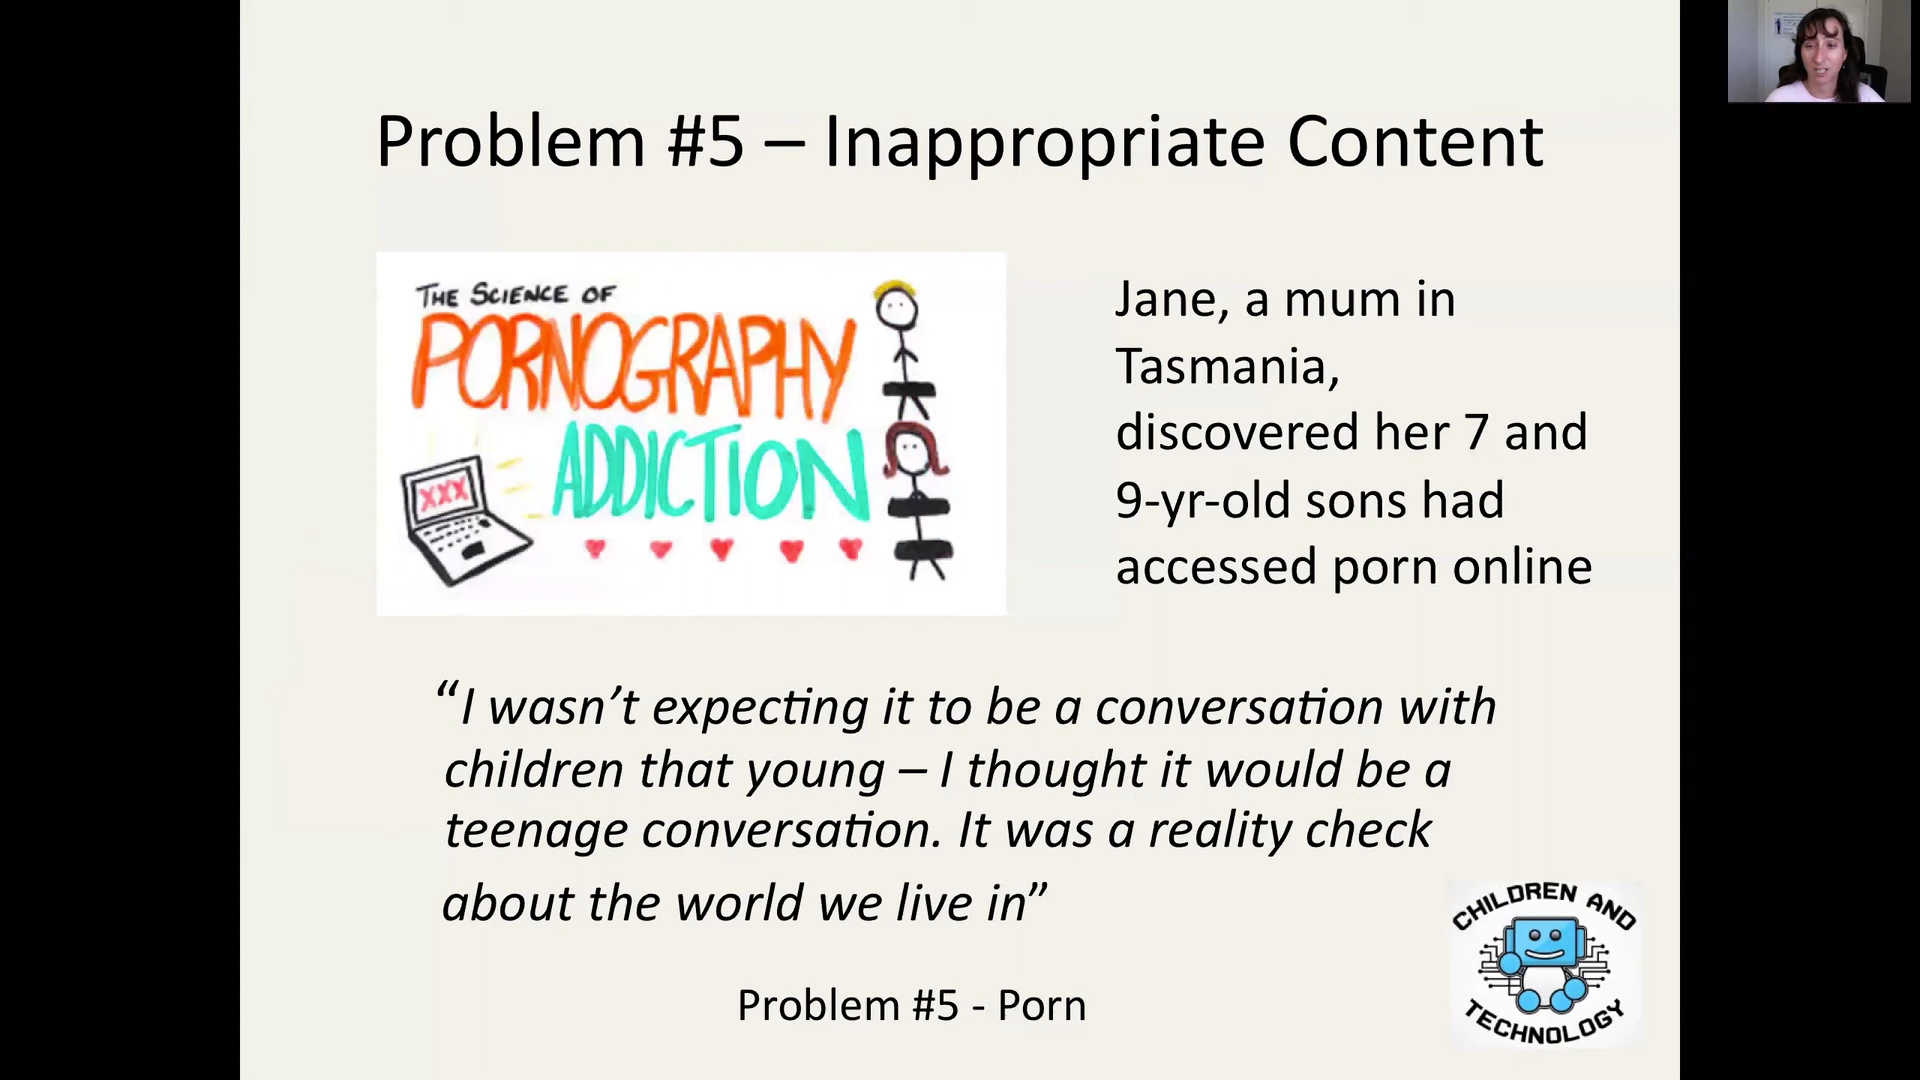 Problem #5 – Inappropriate Content
THE SCIENCE OF
PORNOGRAPHY
ADDICTION
XXX
Jane, a mum in
Tasmania,
discovered her 7 and
9-yr-old sons had
accessed porn online
“I wasn’t expecting it to be a conversation with
children that young – I thought it would be a
teenage conversation. It was a reality check
about the world we live in”
Problem #5 - Porn
CHILDREN AND
TECHNOLOGY